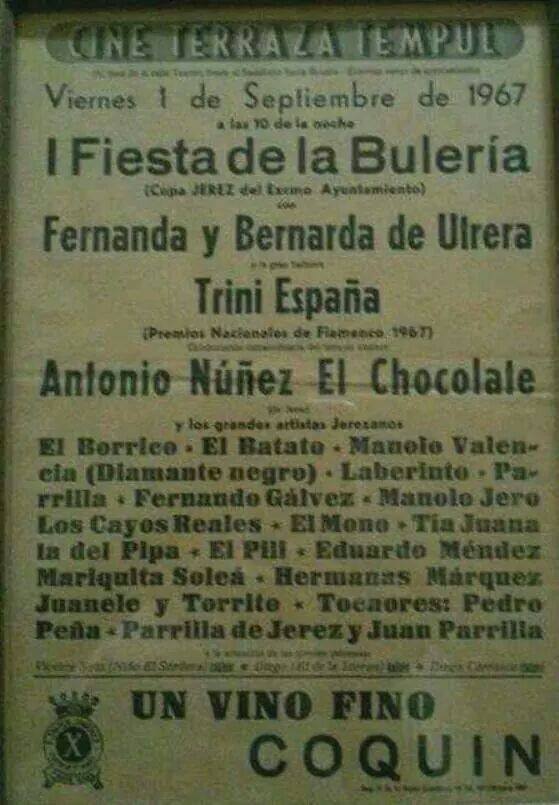 CINE TERRAZA TEMPUL
Viernes 1 de Septiembre de 1967
a las 10 de la noche
I Fiesta de la Bulería
(Copa JEREZ del Excmo Ayuntamiento)
con
Fernanda y Bernarda de Utrera
Trini España
(Premios Nacionales de Flamenco 1967)
Antonio Núñez El Chocolate
y los grandes artistas Jerezanos
El Borrico - El Batato - Manolo Valen-
cia (Diamante negro) - Laberinto - Pa-
rrilla - Fernando Gálvez - Manolo Jero
Los Cayos Reales - El Mono - Tía Juana
la del Pipa - El Pili - Eduardo Méndez
Mariquita Soleá - Hermanas Márquez
Juanele y Torrito - Tocaores: Pedro
Peña - Parrilla de Jerez y Juan Parrilla
UN VINO FINO
X
COQUIN